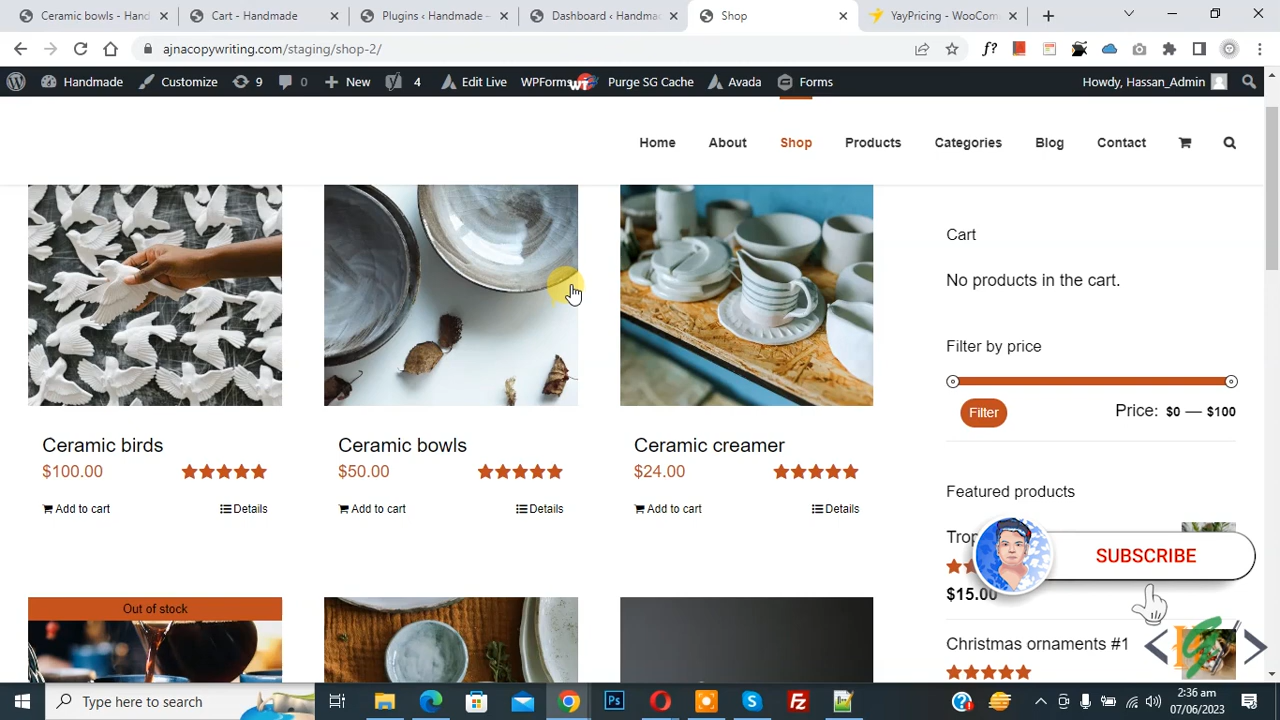 Ceramic bowls - Hand
Cart - Handmade
Plugins ‹ Handmade —
Dashboard ‹ Handma
Shop
YayPricing - WooCom
ajnacopywriting.com/staging/shop-2/
f?
Handmade
Customize
9
0
New
4
Edit Live
WPForms
Purge SG Cache
Avada
Forms
Howdy, Hassan_Admin
Home
About
Shop
Products
Categories
Blog
Contact
Ceramic birds
$100.00
Add to cart
Details
Ceramic bowls
$50.00
Add to cart
Details
Ceramic creamer
$24.00
Add to cart
Details
Out of stock
Cart
No products in the cart.
Filter by price
Filter
Price: $0 — $100
Featured products
SUBSCRIBE
$15.00
Christmas ornaments #1
Type here to search
2:36 am
07/06/2023